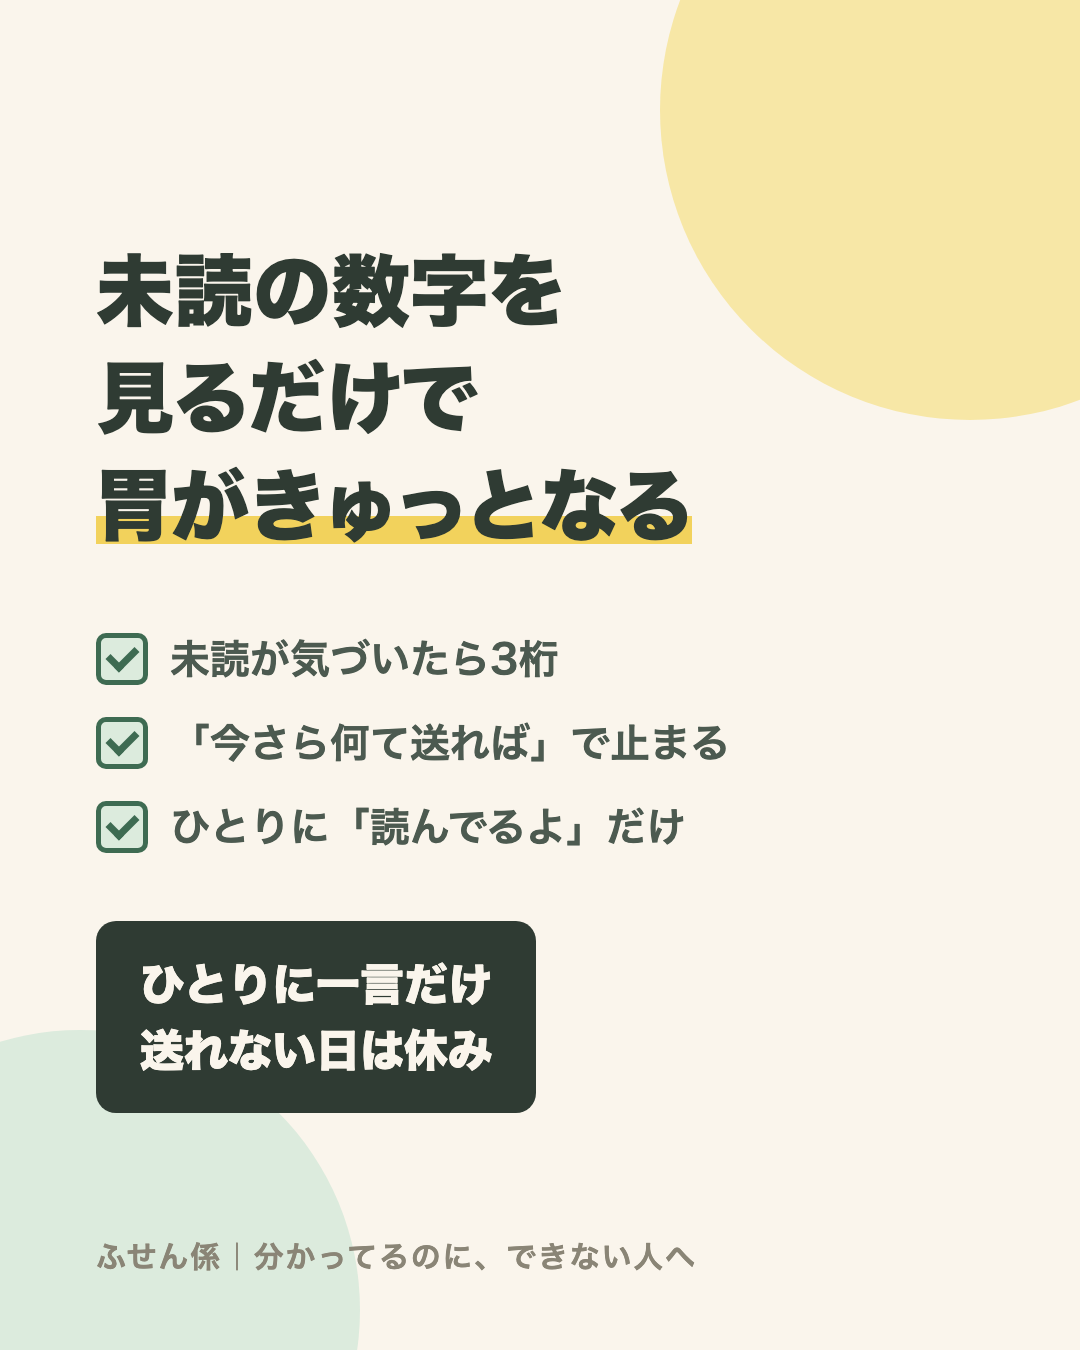 未読の数字を
見るだけで
胃がきゅっとなる
未読が気づいたら3桁
「今さら何て送れば」で止まる
ひとりに「読んでるよ」だけ
ひとりに一言だけ
送れない日は休み
ふせん係｜分かってるのに、できない人へ